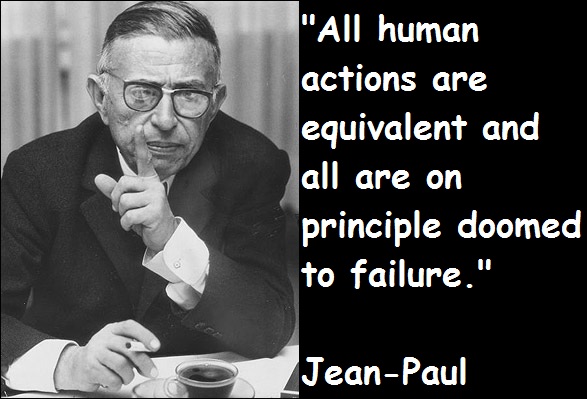 "All human
actions are
equivalent and
all are on
principle doomed
to failure."
Jean-Paul